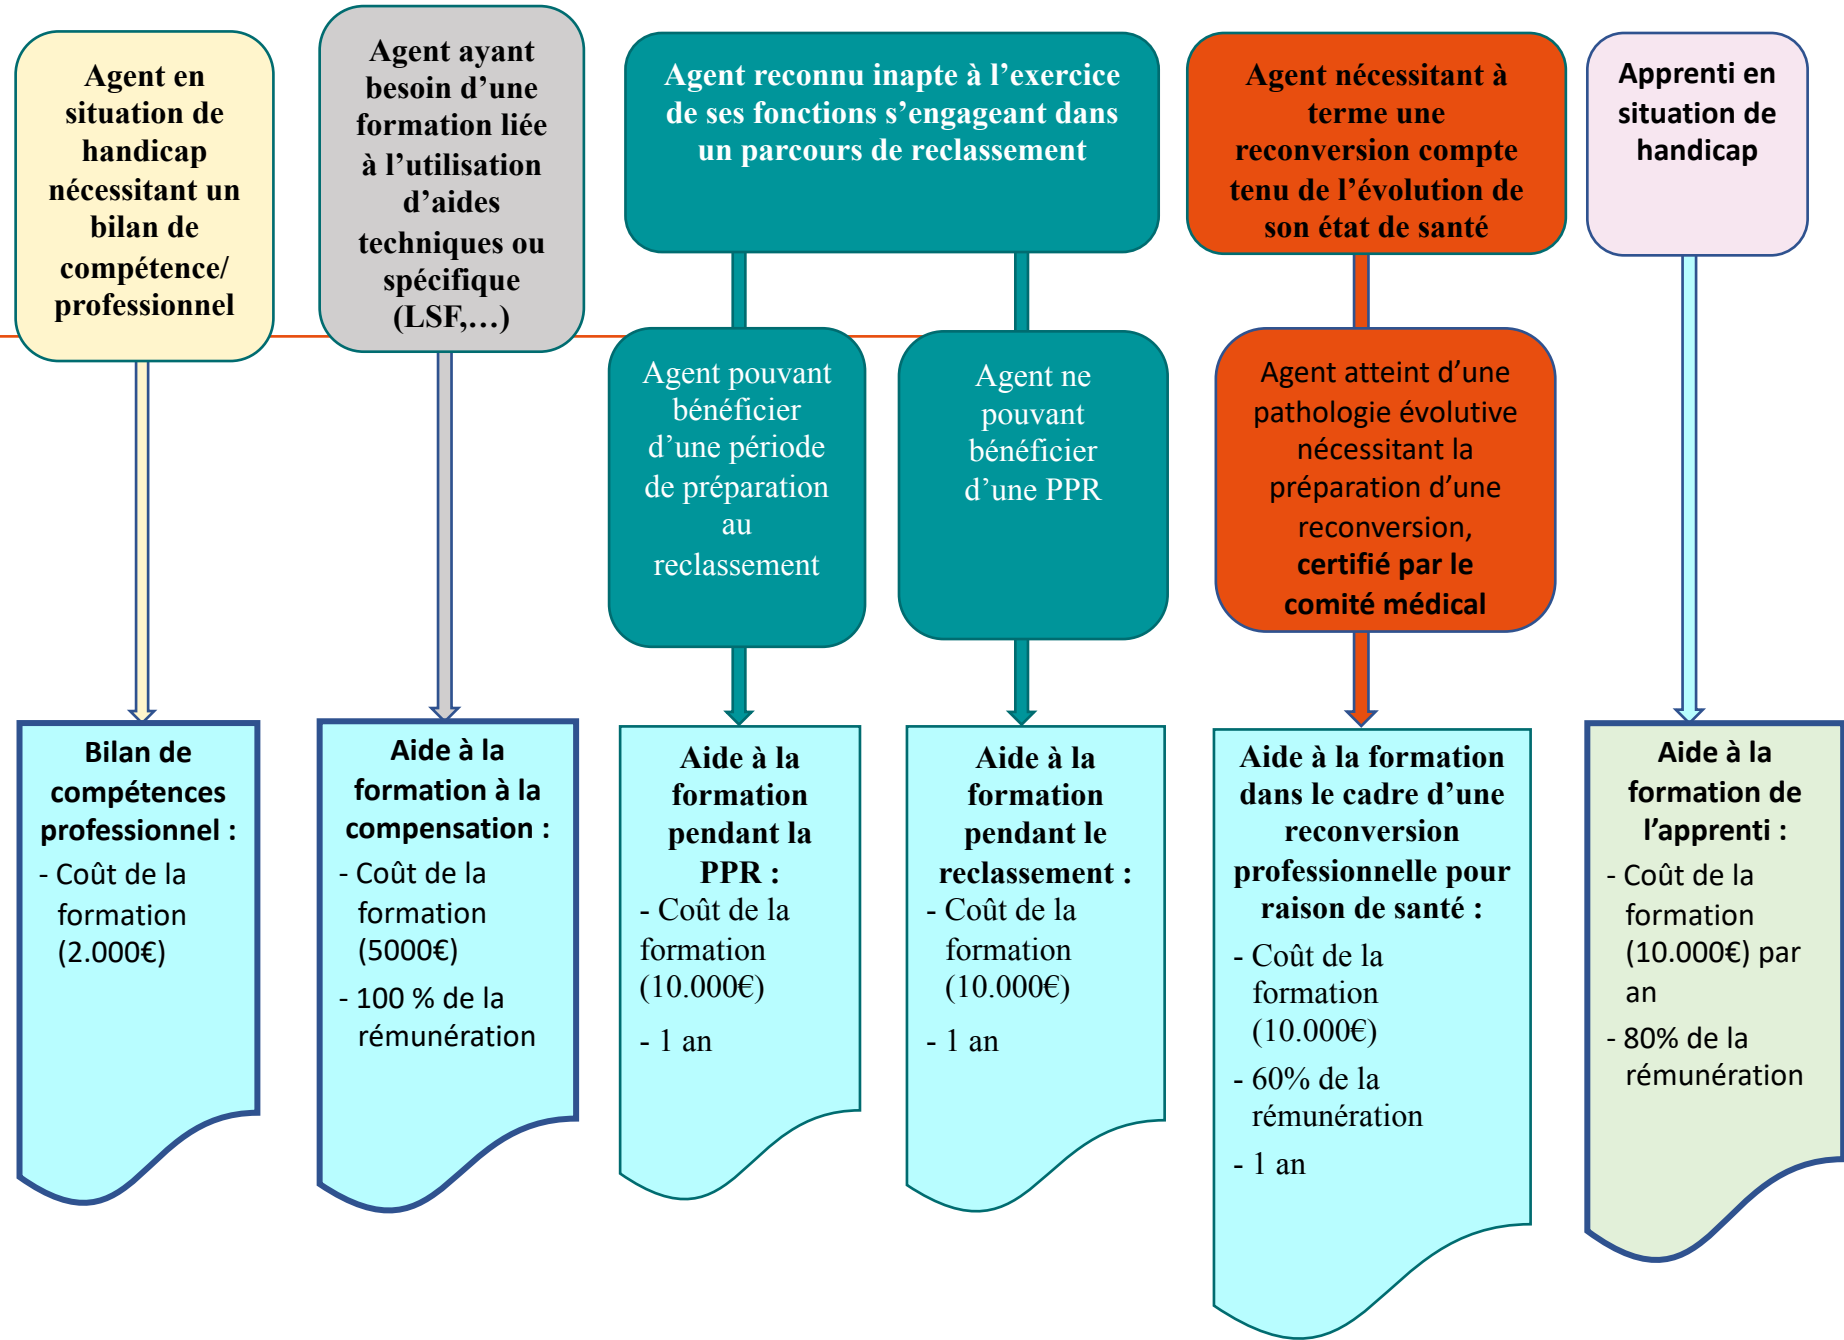 Agent en
situation de
handicap
nécessitant un
bilan de
compétence/
professionnel
Agent ayant
besoin d’une
formation liée
à l’utilisation
d’aides
techniques ou
spécifique
(LSF,…)
Agent reconnu inapte à l’exercice
de ses fonctions s’engageant dans
un parcours de reclassement
Agent nécessitant à
terme une
reconversion compte
tenu de l’évolution de
son état de santé
Apprenti en
situation de
handicap
Agent pouvant
bénéficier
d’une période
de préparation
au
reclassement
Agent ne
pouvant
bénéficier
d’une PPR
Agent atteint d’une
pathologie évolutive
nécessitant la
préparation d’une
reconversion,
certifié par le
comité médical
Bilan de
compétences
professionnel :
- Coût de la
formation
(2.000€)
Aide à la
formation à la
compensation :
- Coût de la
formation
(5000€)
- 100 % de la
rémunération
Aide à la
formation
pendant la
PPR :
- Coût de la
formation
(10.000€)
- 1 an
Aide à la
formation
pendant le
reclassement :
- Coût de la
formation
(10.000€)
- 1 an
Aide à la formation
dans le cadre d’une
reconversion
professionnelle pour
raison de santé :
- Coût de la
formation
(10.000€)
- 60% de la
rémunération
- 1 an
Aide à la
formation de
l’apprenti :
- Coût de la
formation
(10.000€) par
an
- 80% de la
rémunération